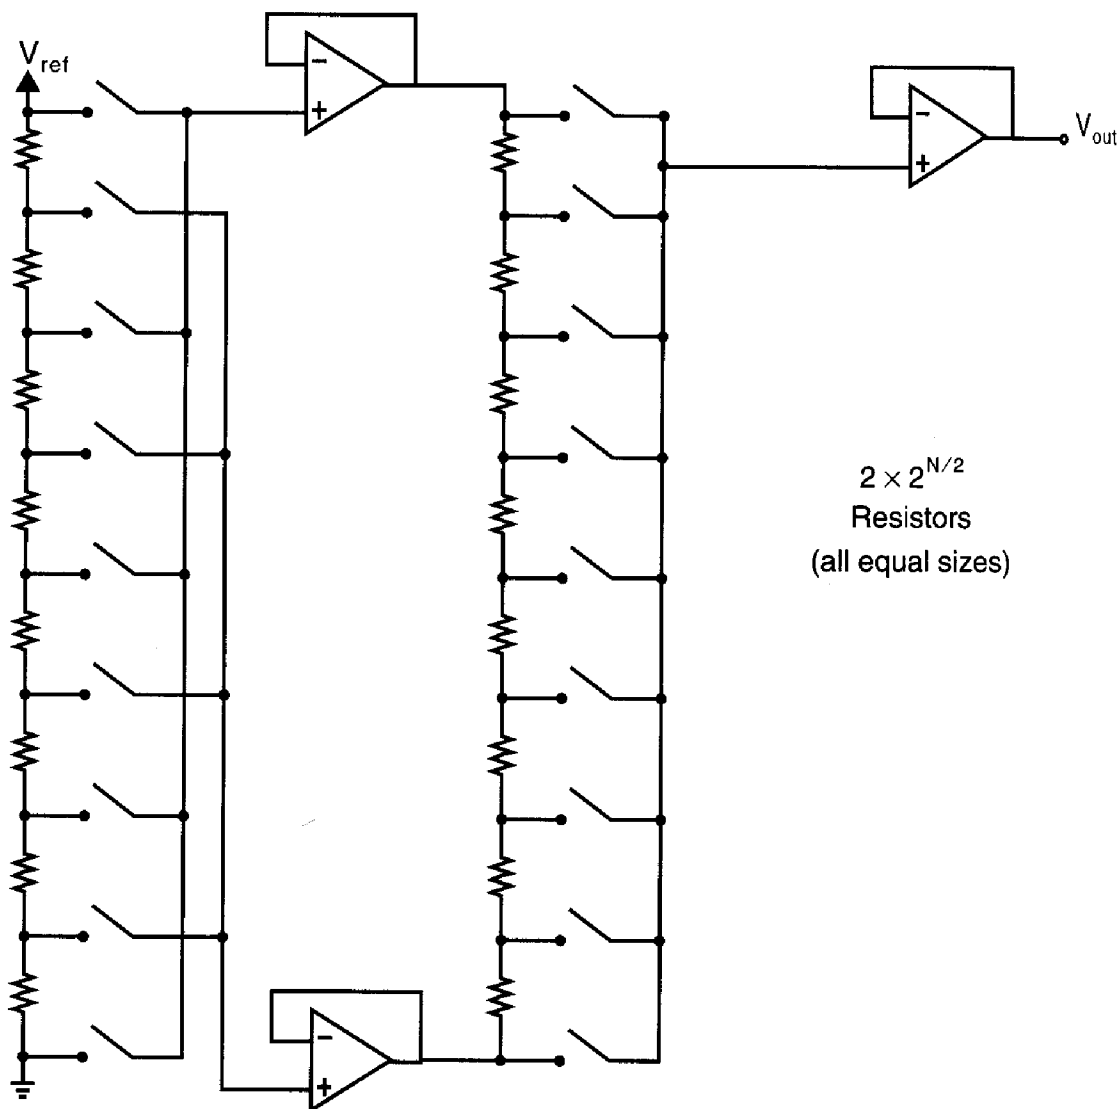 V_ref
−
+
−
+
V_out
2 × 2^{N/2}
Resistors
(all equal sizes)
−
+